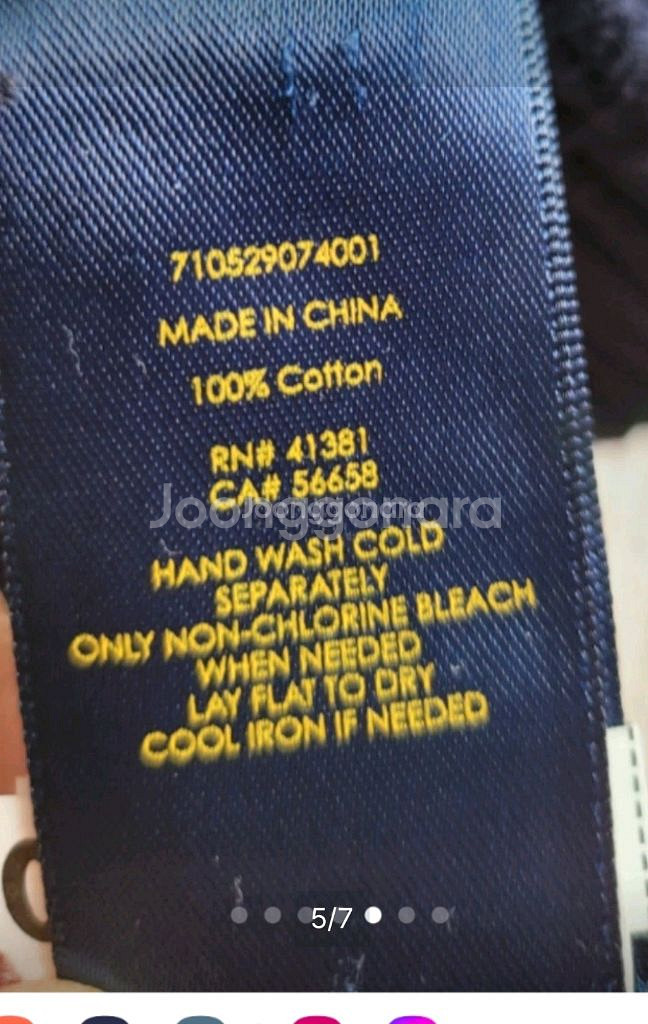 710529074001
MADE IN CHINA
100% Cotton
RN# 41381
CA# 56658
Joonggonara
Joonggonara
HAND WASH COLD
SEPARATELY
ONLY NON-CHLORINE BLEACH
WHEN NEEDED
LAY FLAT TO DRY
COOL IRON IF NEEDED
5/7